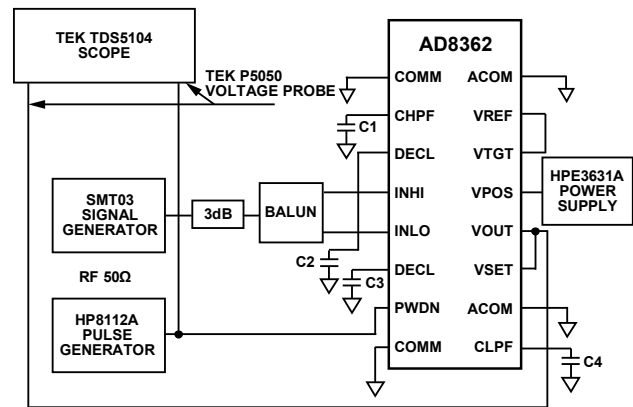 TEK TDS5104
SCOPE
TEK P5050
VOLTAGE PROBE
SMT03
SIGNAL
GENERATOR
3dB
BALUN
RF 50Ω
HP8112A
PULSE
GENERATOR
C1
C2
C3
AD8362
COMM
ACOM
CHPF
VREF
DECL
VTGT
INHI
VPOS
INLO
VOUT
DECL
VSET
PWDN
ACOM
COMM
CLPF
HPE3631A
POWER
SUPPLY
C4